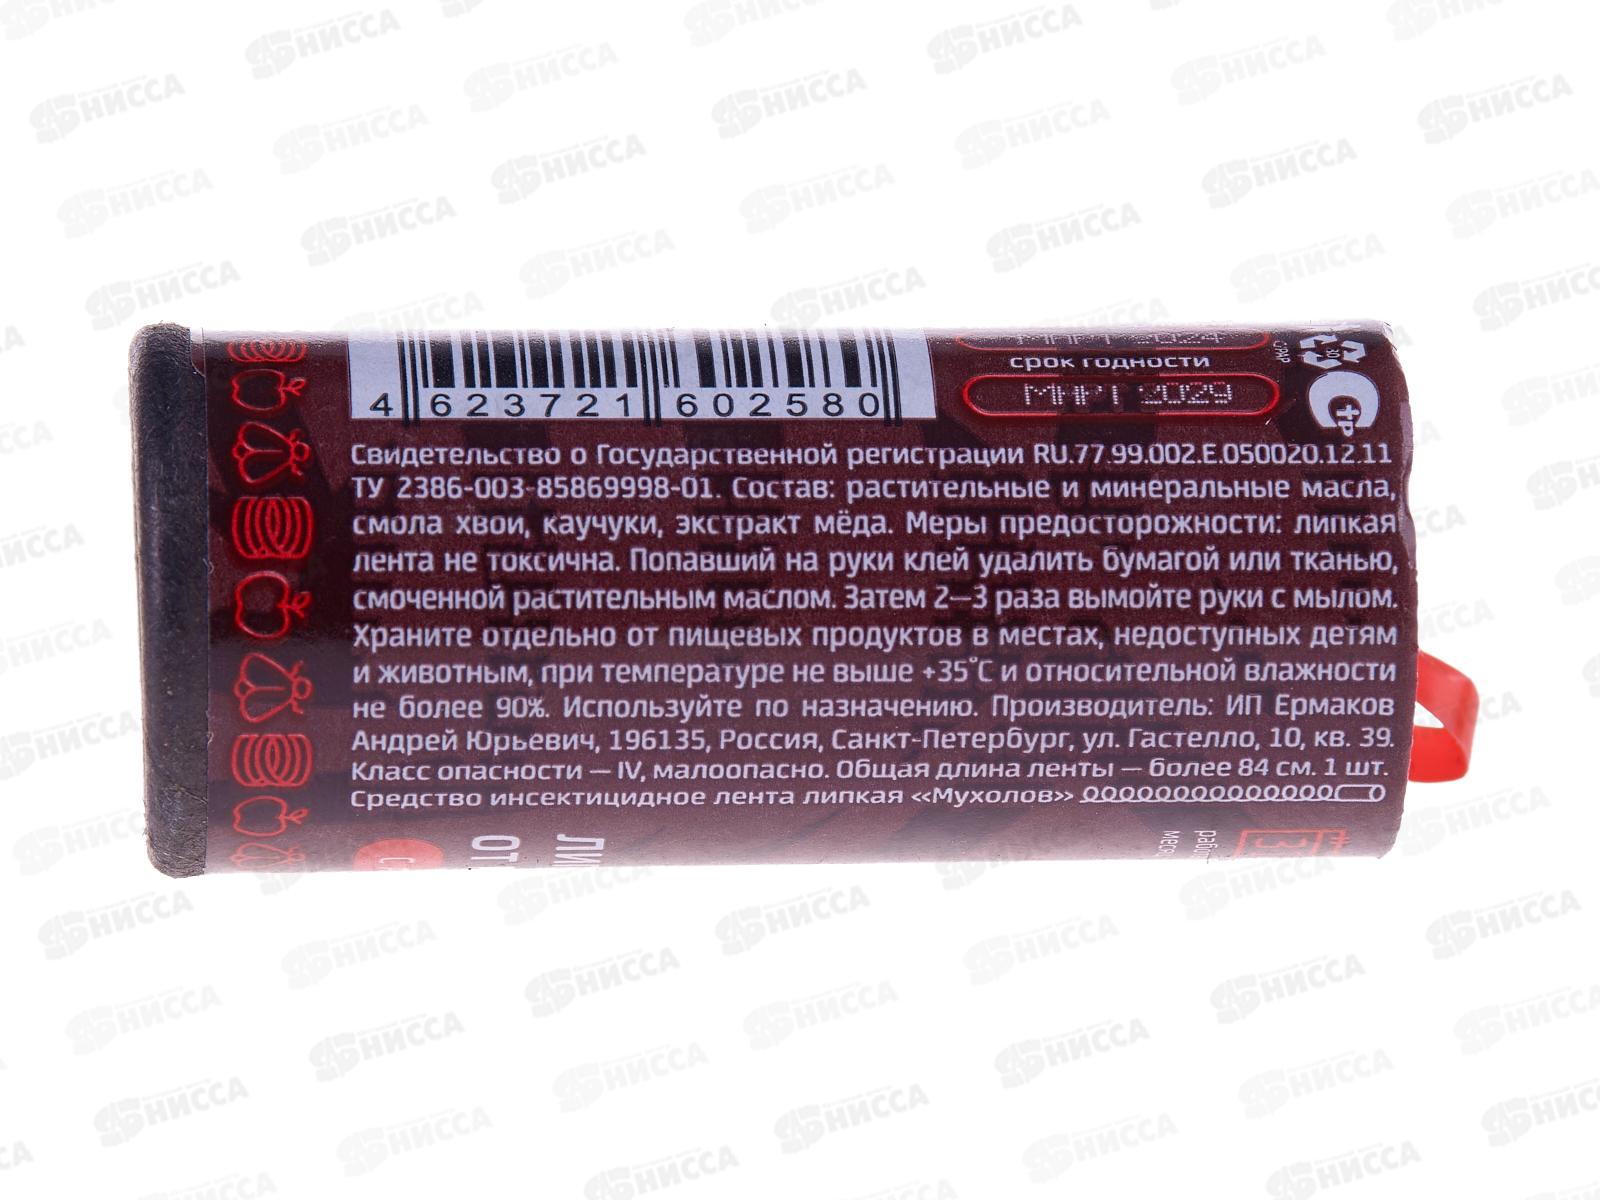 МАРТ 2024
срок годности
МАРТ 2029
4 623721 602580
Свидетельство о Государственной регистрации RU.77.99.002.Е.050020.12.11
ТУ 2386-003-85869998-01. Состав: растительные и минеральные масла,
смола хвои, каучуки, экстракт мёда. Меры предосторожности: липкая
лента не токсична. Попавший на руки клей удалить бумагой или тканью,
смоченной растительным маслом. Затем 2—3 раза вымойте руки с мылом.
Храните отдельно от пищевых продуктов в местах, недоступных детям
и животным, при температуре не выше +35°С и относительной влажности
не более 90%. Используйте по назначению. Производитель: ИП Ермаков
Андрей Юрьевич, 196135, Россия, Санкт-Петербург, ул. Гастелло, 10, кв. 39.
Класс опасности — IV, малоопасно. Общая длина ленты — более 84 см. 1 шт.
Средство инсектицидное лента липкая «Мухолов»
НИССА